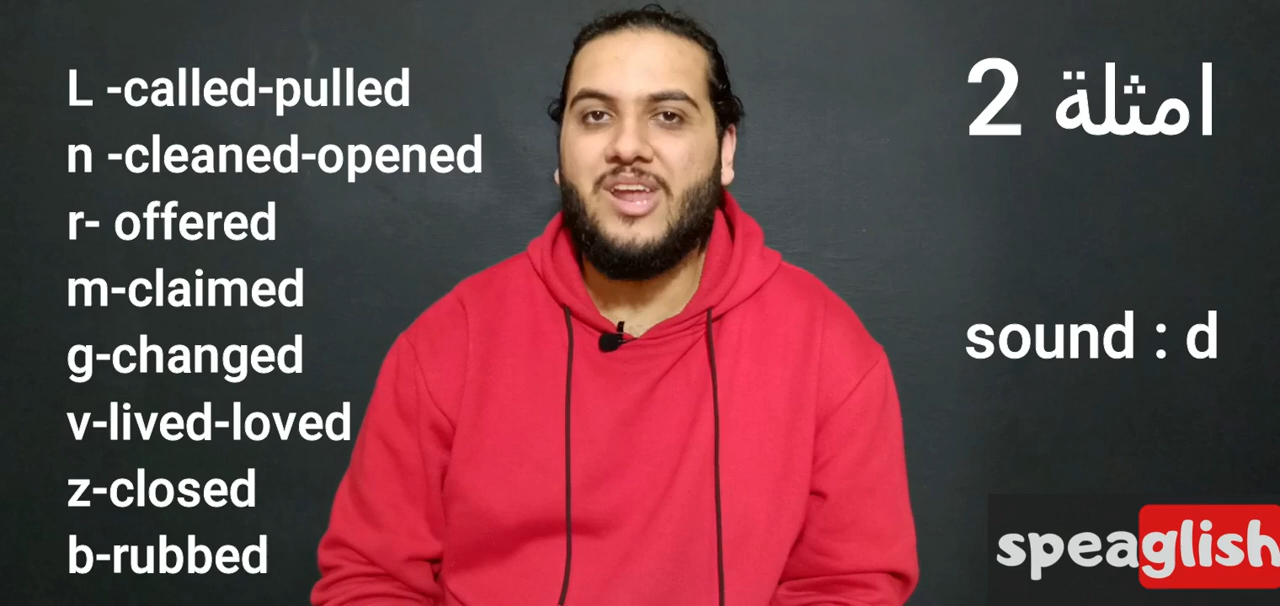 L -called-pulled
n -cleaned-opened
r- offered
m-claimed
g-changed
v-lived-loved
z-closed
b-rubbed
امثلة 2
sound : d
speaglish